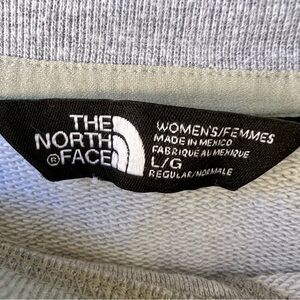 THE
NORTH
® FACE
WOMEN'S/FEMMES
MADE IN MEXICO
FABRIQUÉ AU MEXIQUE
L/G
REGULAR/NORMALE